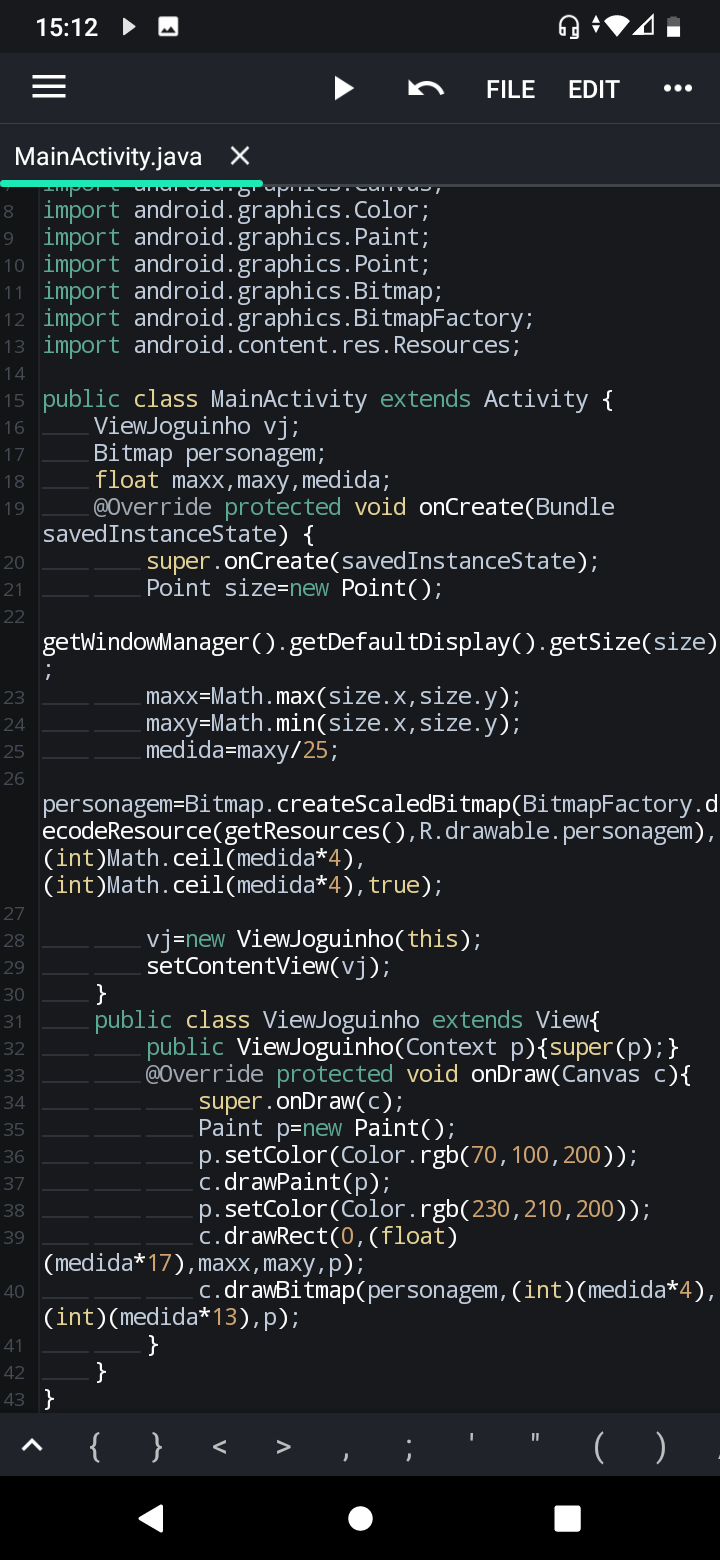 15:12
FILE EDIT
MainActivity.java
import android.graphics.Canvas;
8 import android.graphics.Color;
9 import android.graphics.Paint;
10 import android.graphics.Point;
11 import android.graphics.Bitmap;
12 import android.graphics.BitmapFactory;
13 import android.content.res.Resources;
14
15 public class MainActivity extends Activity {
16 ViewJoguinho vj;
17 Bitmap personagem;
18 float maxx,maxy,medida;
19 @Override protected void onCreate(Bundle
savedInstanceState) {
20 super.onCreate(savedInstanceState);
21 Point size=new Point();
22
getWindowManager().getDefaultDisplay().getSize(size)
;
23 maxx=Math.max(size.x,size.y);
24 maxy=Math.min(size.x,size.y);
25 medida=maxy/25;
26
personagem=Bitmap.createScaledBitmap(BitmapFactory.d
ecodeResource(getResources(),R.drawable.personagem),
(int)Math.ceil(medida*4),
(int)Math.ceil(medida*4),true);
27
28 vj=new ViewJoguinho(this);
29 setContentView(vj);
30 }
31 public class ViewJoguinho extends View{
32 public ViewJoguinho(Context p){super(p);}
33 @Override protected void onDraw(Canvas c){
34 super.onDraw(c);
35 Paint p=new Paint();
36 p.setColor(Color.rgb(70,100,200));
37 c.drawPaint(p);
38 p.setColor(Color.rgb(230,210,200));
39 c.drawRect(0,(float)
(medida*17),maxx,maxy,p);
40 c.drawBitmap(personagem,(int)(medida*4),
(int)(medida*13),p);
41 }
42 }
43 }
{ } < > , ; ' " ( )